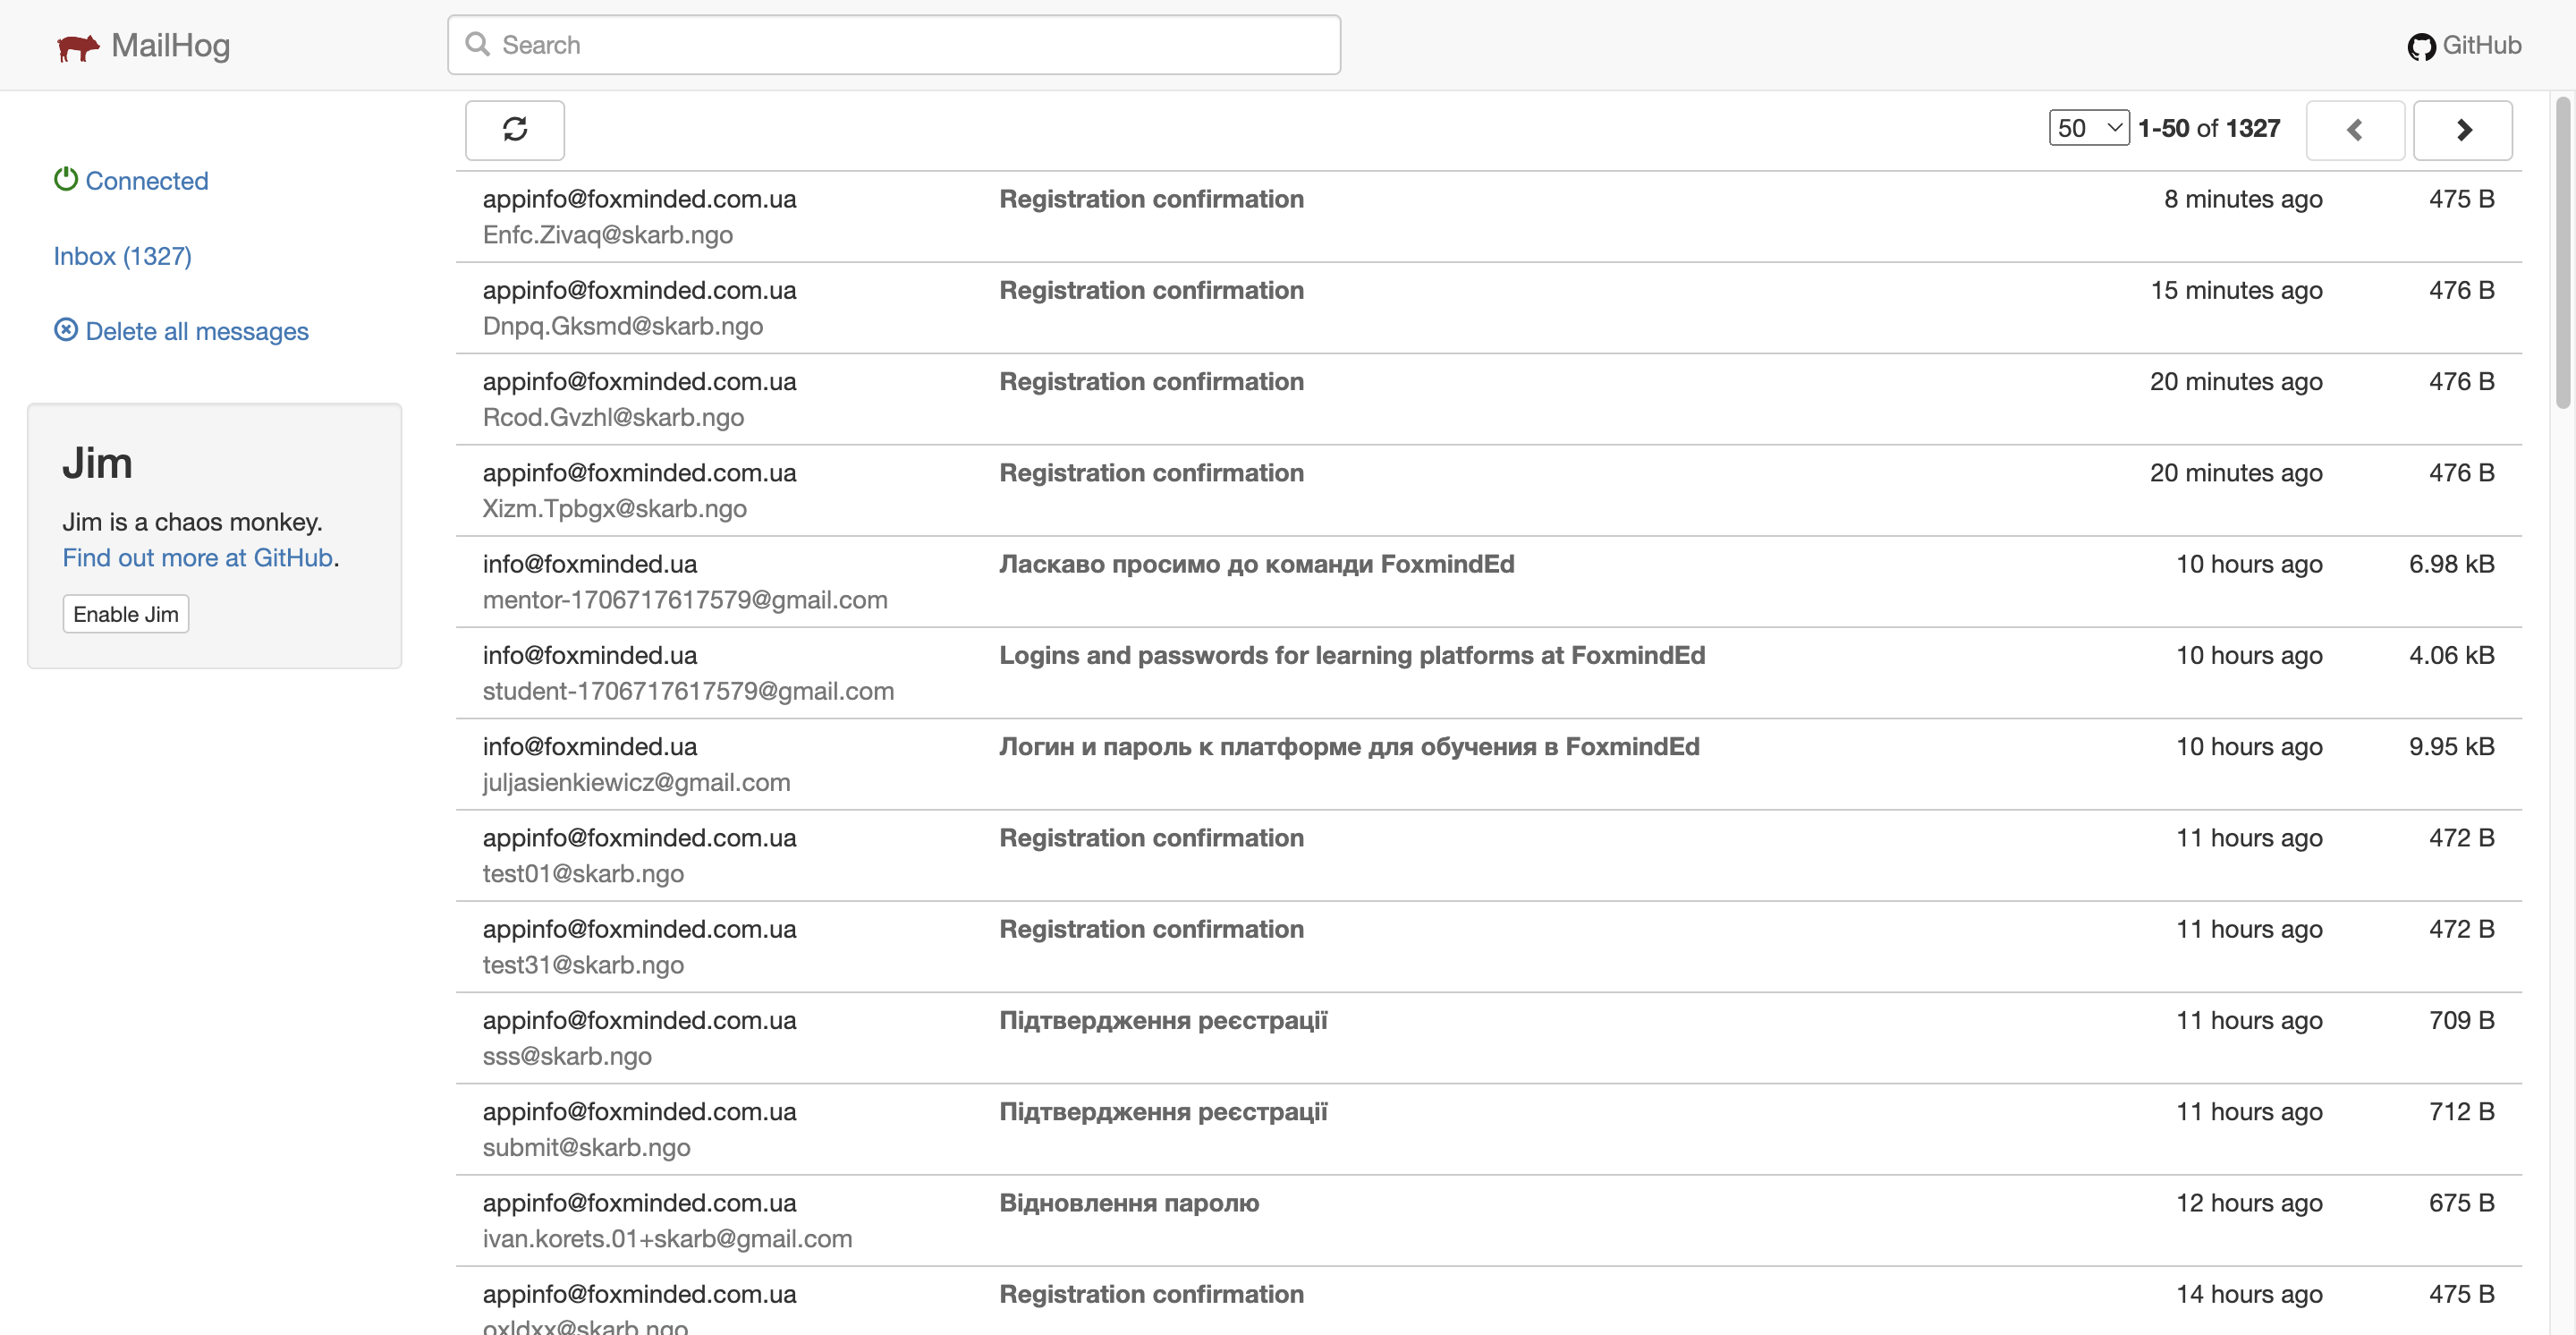 MailHog
Search
GitHub
Connected
Inbox (1327)
Delete all messages
Jim
Jim is a chaos monkey.
Find out more at GitHub.
Enable Jim
50 1-50 of 1327
appinfo@foxminded.com.ua Registration confirmation 8 minutes ago 475 B
Enfc.Zivaq@skarb.ngo
appinfo@foxminded.com.ua Registration confirmation 15 minutes ago 476 B
Dnpq.Gksmd@skarb.ngo
appinfo@foxminded.com.ua Registration confirmation 20 minutes ago 476 B
Rcod.Gvzhl@skarb.ngo
appinfo@foxminded.com.ua Registration confirmation 20 minutes ago 476 B
Xizm.Tpbgx@skarb.ngo
info@foxminded.ua Ласкаво просимо до команди FoxmindEd 10 hours ago 6.98 kB
mentor-1706717617579@gmail.com
info@foxminded.ua Logins and passwords for learning platforms at FoxmindEd 10 hours ago 4.06 kB
student-1706717617579@gmail.com
info@foxminded.ua Логин и пароль к платформе для обучения в FoxmindEd 10 hours ago 9.95 kB
juljasienkiewicz@gmail.com
appinfo@foxminded.com.ua Registration confirmation 11 hours ago 472 B
test01@skarb.ngo
appinfo@foxminded.com.ua Registration confirmation 11 hours ago 472 B
test31@skarb.ngo
appinfo@foxminded.com.ua Підтвердження реєстрації 11 hours ago 709 B
sss@skarb.ngo
appinfo@foxminded.com.ua Підтвердження реєстрації 11 hours ago 712 B
submit@skarb.ngo
appinfo@foxminded.com.ua Відновлення паролю 12 hours ago 675 B
ivan.korets.01+skarb@gmail.com
appinfo@foxminded.com.ua Registration confirmation 14 hours ago 475 B
oxldxx@skarb.ngo